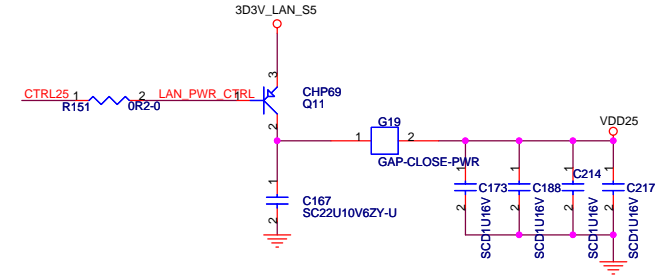 3D3V_LAN_S5
3
CTRL25 1 2 LAN_PWR_CTRL 1
R151 0R2-0
CHP69
Q11
2
G19
1 2
GAP-CLOSE-PWR
VDD25
1 C167
SC22U10V6ZY-U
2
1 C173
2 SCD1U16V
1 C188
2 SCD1U16V
1 C214
2 SCD1U16V
1 C217
2 SCD1U16V